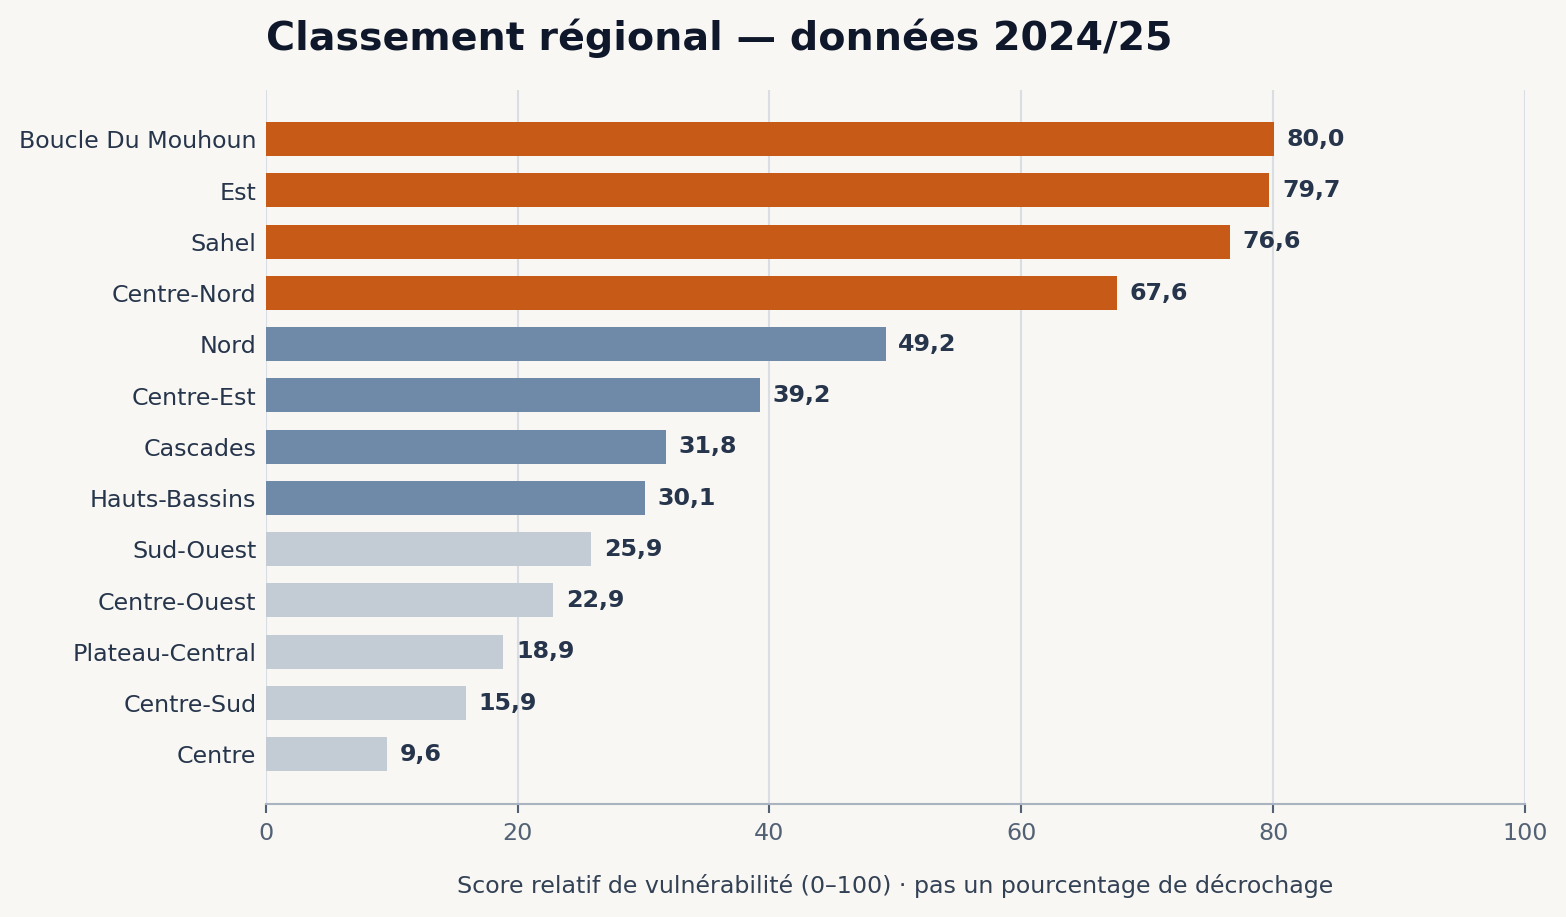 Classement régional — données 2024/25
Boucle Du Mouhoun 80,0
Est 79,7
Sahel 76,6
Centre-Nord 67,6
Nord 49,2
Centre-Est 39,2
Cascades 31,8
Hauts-Bassins 30,1
Sud-Ouest 25,9
Centre-Ouest 22,9
Plateau-Central 18,9
Centre-Sud 15,9
Centre 9,6
0 20 40 60 80 100
Score relatif de vulnérabilité (0–100) · pas un pourcentage de décrochage